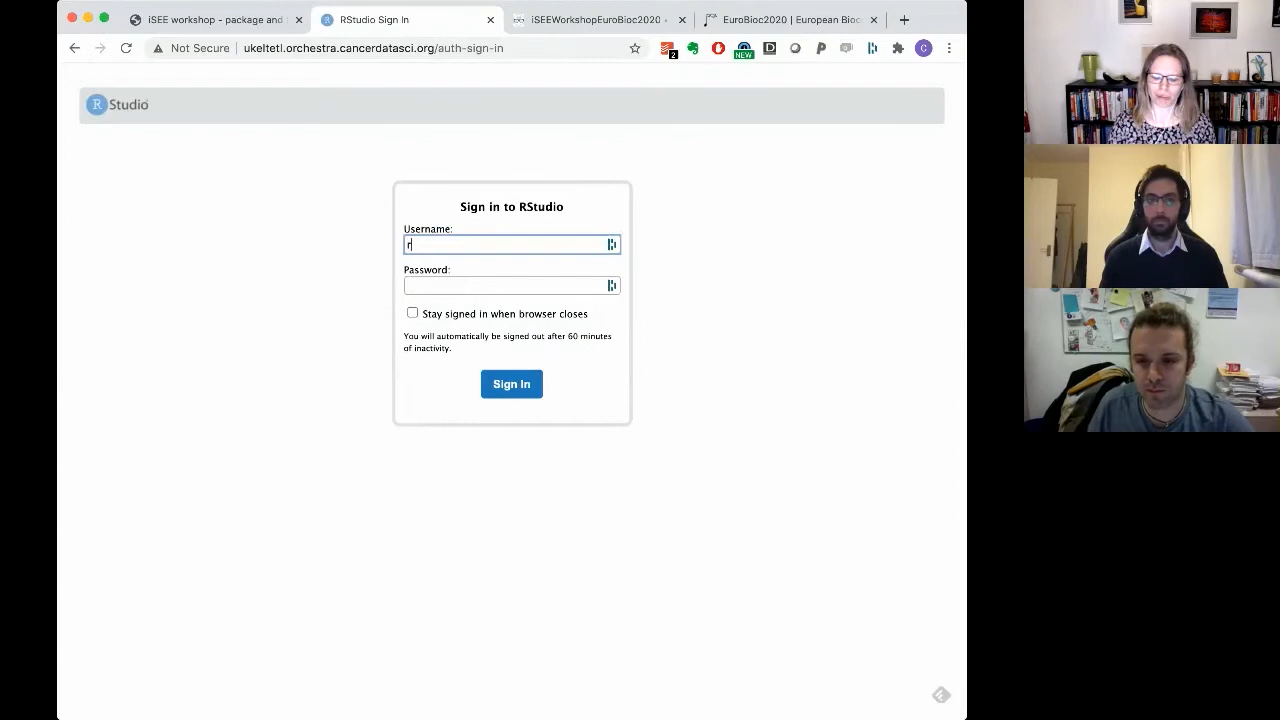 iSEE workshop - package and
RStudio Sign In
iSEEWorkshopEuroBioc2020
EuroBioc2020 | European Bioc
Not Secure
ukeltetl.orchestra.cancerdatasci.org/auth-sign-in
2
NEW
C
R Studio
Sign in to RStudio
Username:
r
Password:
Stay signed in when browser closes
You will automatically be signed out after 60 minutes
of inactivity.
Sign In